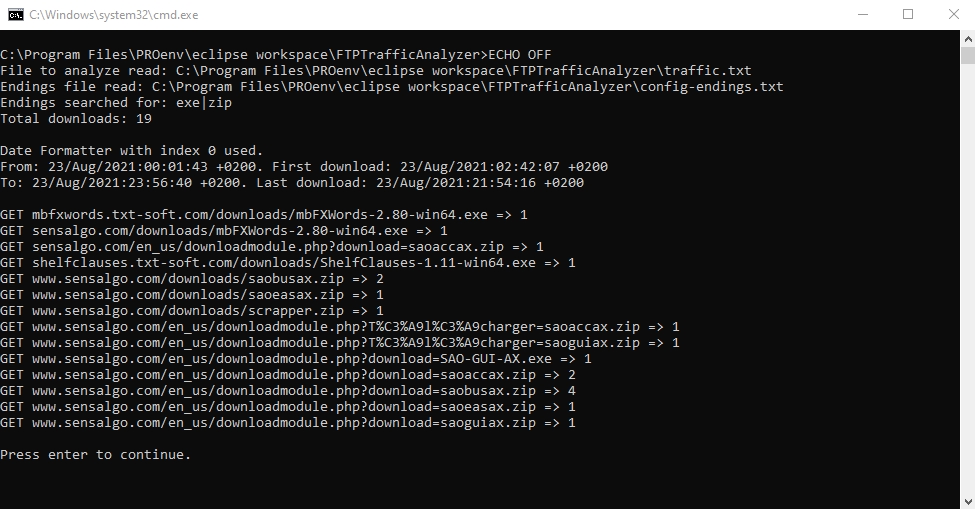 C:\Windows\system32\cmd.exe
C:\Program Files\PROenv\eclipse workspace\FTPTrafficAnalyzer>ECHO OFF
File to analyze read: C:\Program Files\PROenv\eclipse workspace\FTPTrafficAnalyzer\traffic.txt
Endings file read: C:\Program Files\PROenv\eclipse workspace\FTPTrafficAnalyzer\config-endings.txt
Endings searched for: exe|zip
Total downloads: 19
Date Formatter with index 0 used.
From: 23/Aug/2021:00:01:43 +0200. First download: 23/Aug/2021:02:42:07 +0200
To: 23/Aug/2021:23:56:40 +0200. Last download: 23/Aug/2021:21:54:16 +0200
GET mbfxwords.txt-soft.com/downloads/mbFXWords-2.80-win64.exe => 1
GET sensalgo.com/downloads/mbFXWords-2.80-win64.exe => 1
GET sensalgo.com/en_us/downloadmodule.php?download=saoaccax.zip => 1
GET shelfclauses.txt-soft.com/downloads/ShelfClauses-1.11-win64.exe => 1
GET www.sensalgo.com/downloads/saobusax.zip => 2
GET www.sensalgo.com/downloads/saoeasax.zip => 1
GET www.sensalgo.com/downloads/scrapper.zip => 1
GET www.sensalgo.com/en_us/downloadmodule.php?T%C3%A9l%C3%A9charger=saoaccax.zip => 1
GET www.sensalgo.com/en_us/downloadmodule.php?T%C3%A9l%C3%A9charger=saoguiax.zip => 1
GET www.sensalgo.com/en_us/downloadmodule.php?download=SAO-GUI-AX.exe => 1
GET www.sensalgo.com/en_us/downloadmodule.php?download=saoaccax.zip => 2
GET www.sensalgo.com/en_us/downloadmodule.php?download=saobusax.zip => 4
GET www.sensalgo.com/en_us/downloadmodule.php?download=saoeasax.zip => 1
GET www.sensalgo.com/en_us/downloadmodule.php?download=saoguiax.zip => 1
Press enter to continue.